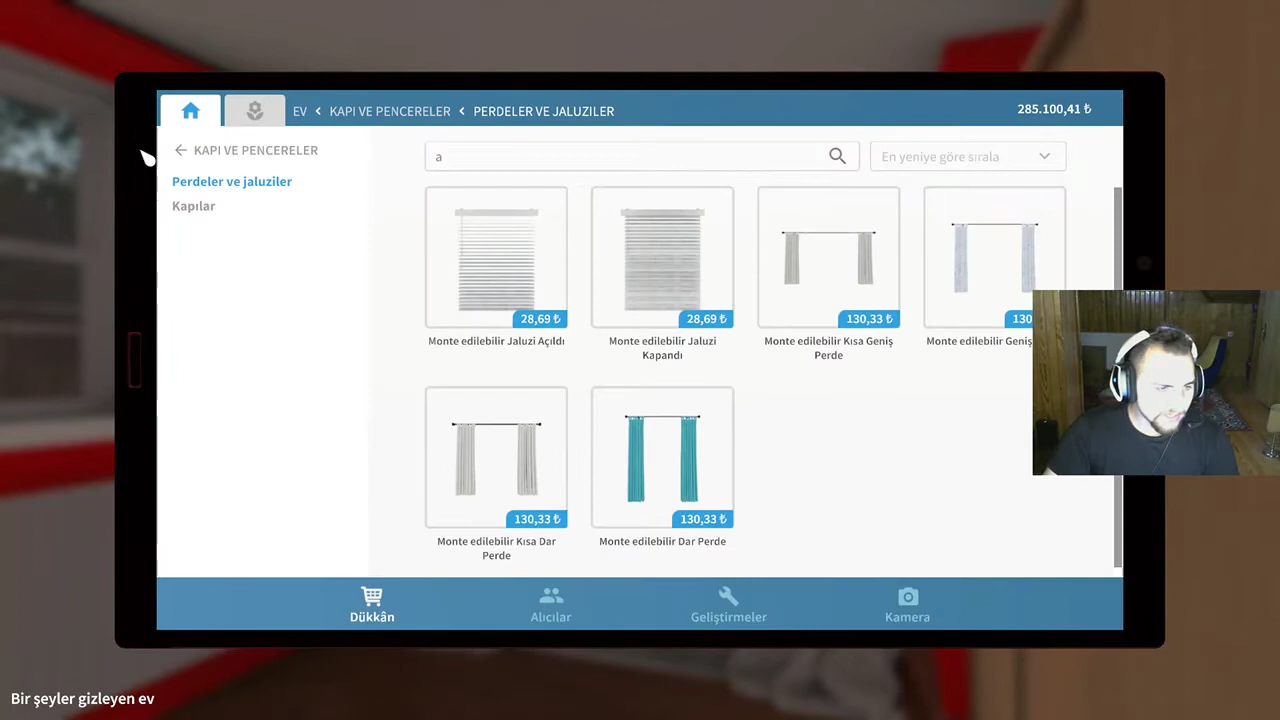 EV < KAPI VE PENCERELER < PERDELER VE JALUZILER
285.100,41 ₺
← KAPI VE PENCERELER
Perdeler ve jaluziler
Kapılar
a
En yeniye göre sırala
28,69 ₺
28,69 ₺
130,33 ₺
130
Monte edilebilir Jaluzi Açıldı
Monte edilebilir Jaluzi
Kapandı
Monte edilebilir Kısa Geniş
Perde
Monte edilebilir Geniş
130,33 ₺
130,33 ₺
Monte edilebilir Kısa Dar
Perde
Monte edilebilir Dar Perde
Dükkân
Alıcılar
Geliştirmeler
Kamera
Bir şeyler gizleyen ev